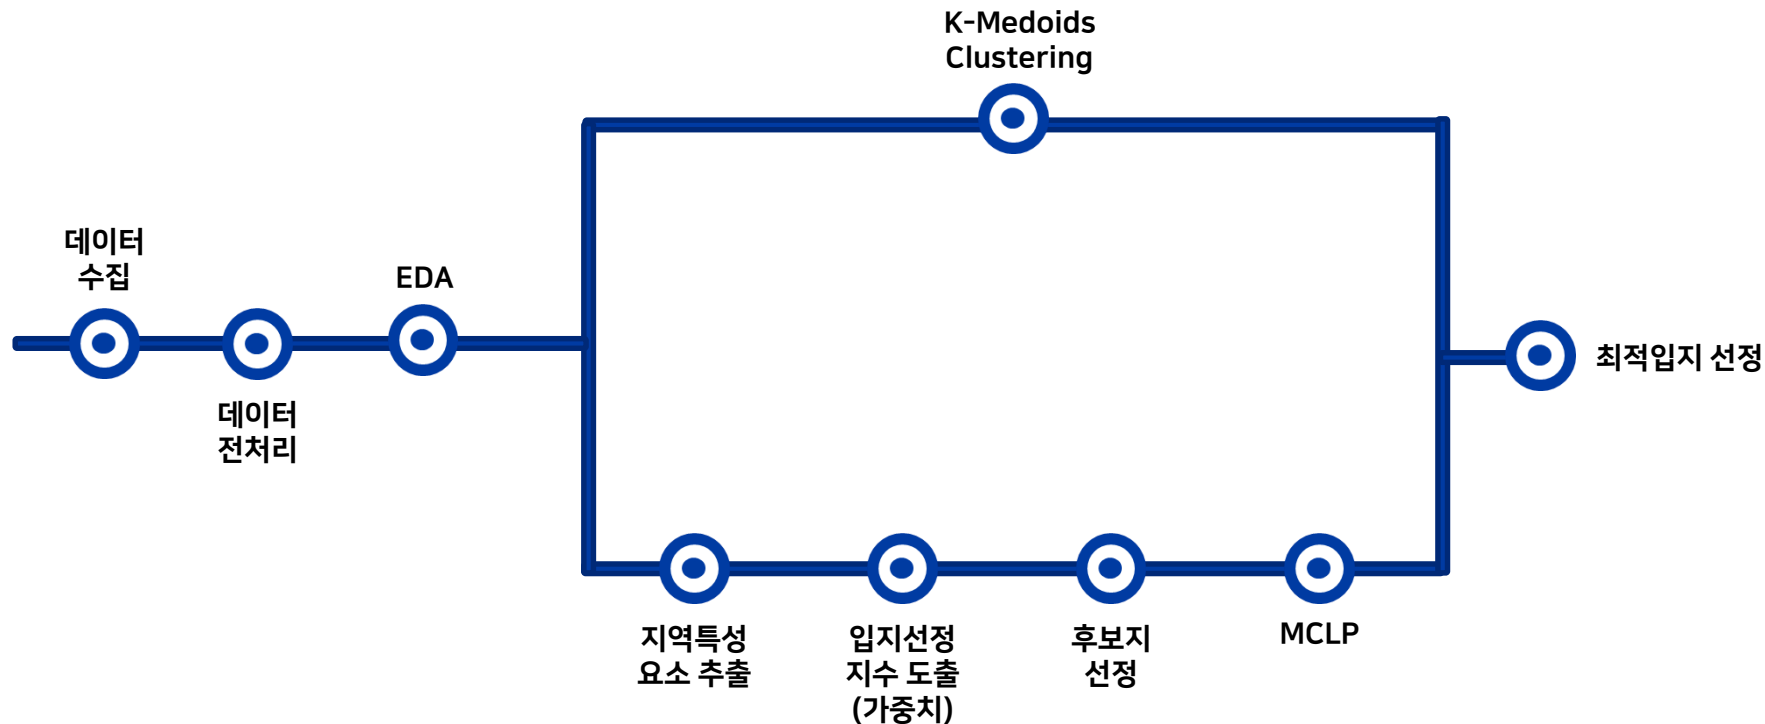 K-Medoids
Clustering
데이터
수집
EDA
데이터
전처리
최적입지 선정
지역특성
요소 추출
입지선정
지수 도출
(가중치)
후보지
선정
MCLP